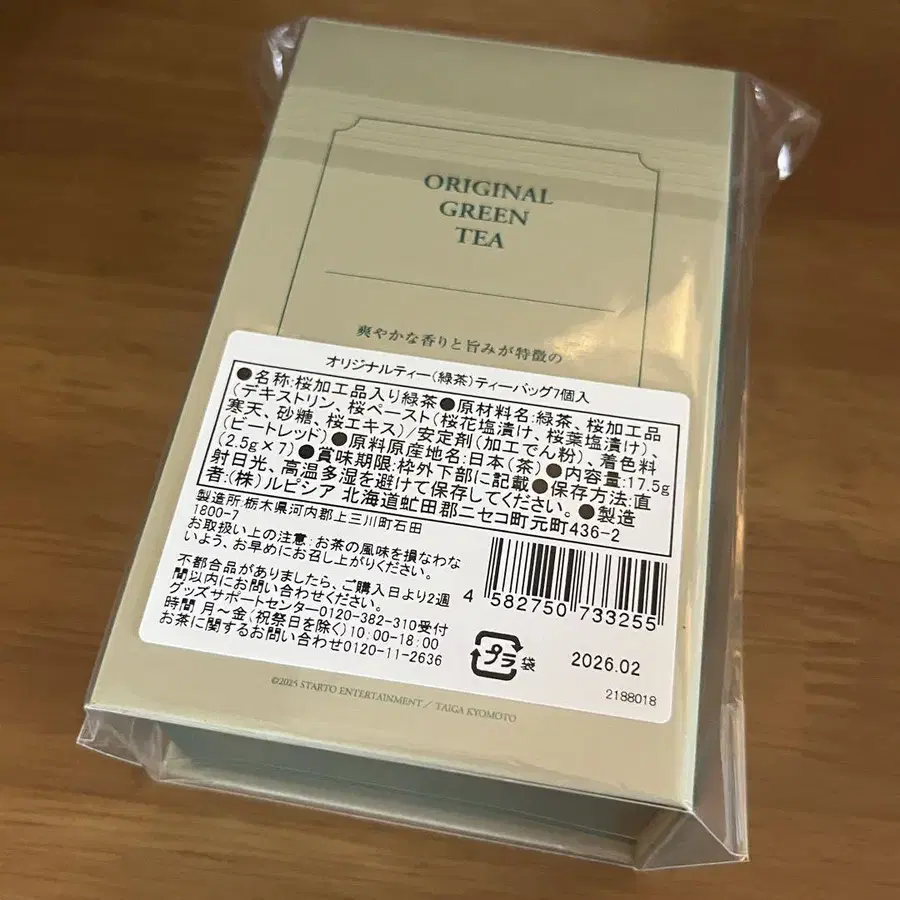 ORIGINAL
GREEN
TEA
爽やかな香りと旨みが特徴の
オリジナルティー(緑茶)ティーバッグ7個入
●名称:桜加工品入り緑茶●原材料名:緑茶、桜加工品
(デキストリン、桜ペースト(桜花塩漬け、桜葉塩漬け)、
寒天、砂糖、桜エキス)/安定剤(加工でん粉)、着色料
(ビートレッド)●原料原産地名:日本(茶)●内容量:17.5g
(2.5g×7)●賞味期限:枠外下部に記載●保存方法:直
射日光、高温多湿を避けて保存してください。●製造
者:(株)ルピシア 北海道虻田郡ニセコ町元町436-2
製造所:栃木県河内郡上三川町石田
1800-7
お取扱い上の注意:お茶の風味を損なわな
いよう、お早めにお召し上がりください。
不都合品がありましたら、ご購入日より2週
間以内にお問い合わせください。
グッズサポートセンター0120-382-310受付
時間 月～金(祝祭日を除く)10:00-18:00
お茶に関するお問い合わせ0120-11-2636
4 582750 733255
プラ
袋
2026.02
2188018
©2025 STARTO ENTERTAINMENT / TAIGA KYOMOTO